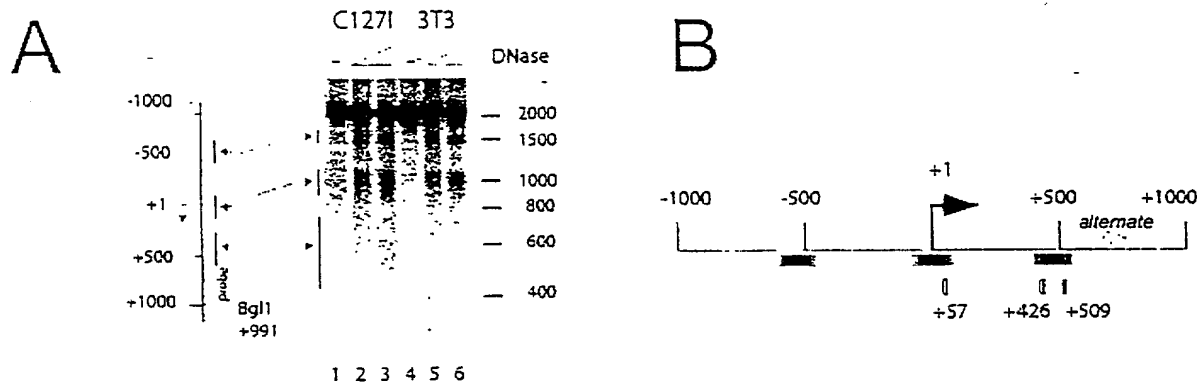 A
C127I 3T3
DNase
-1000
-500
+1
+500
+1000
probe
Bgl1
+991
2000
1500
1000
800
600
400
1 2 3 4 5 6
B
+1
-1000 -500 +500 +1000
alternate
+57 +426 +509